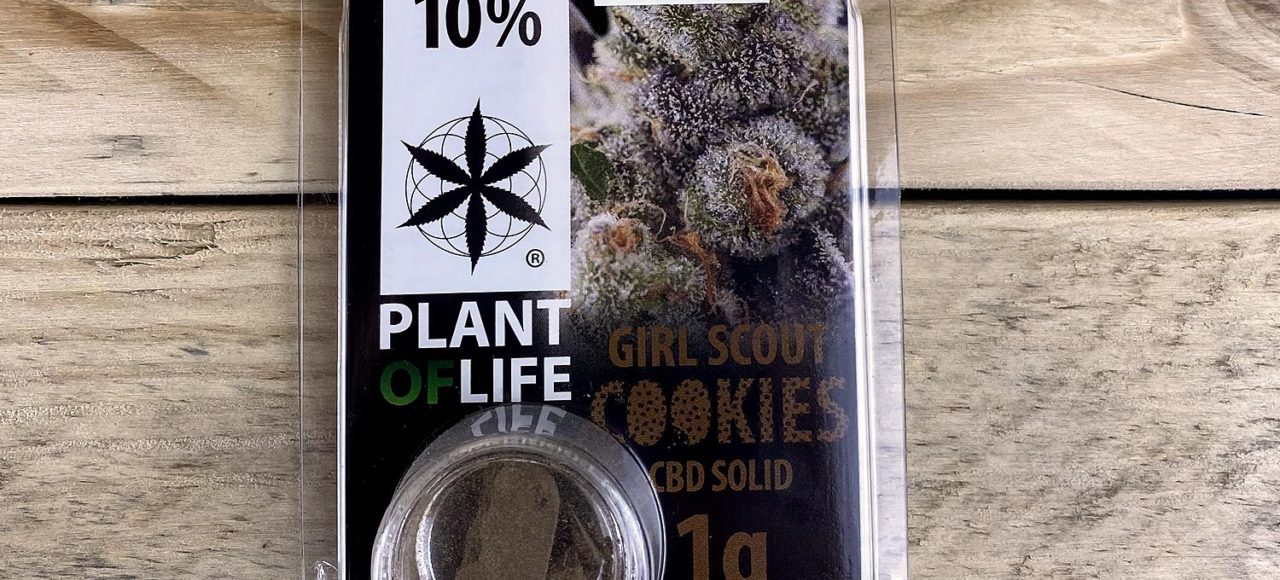 10%
®
PLANT
OFLIFE
GIRL SCOUT
COOKIES
CBD SOLID
1g